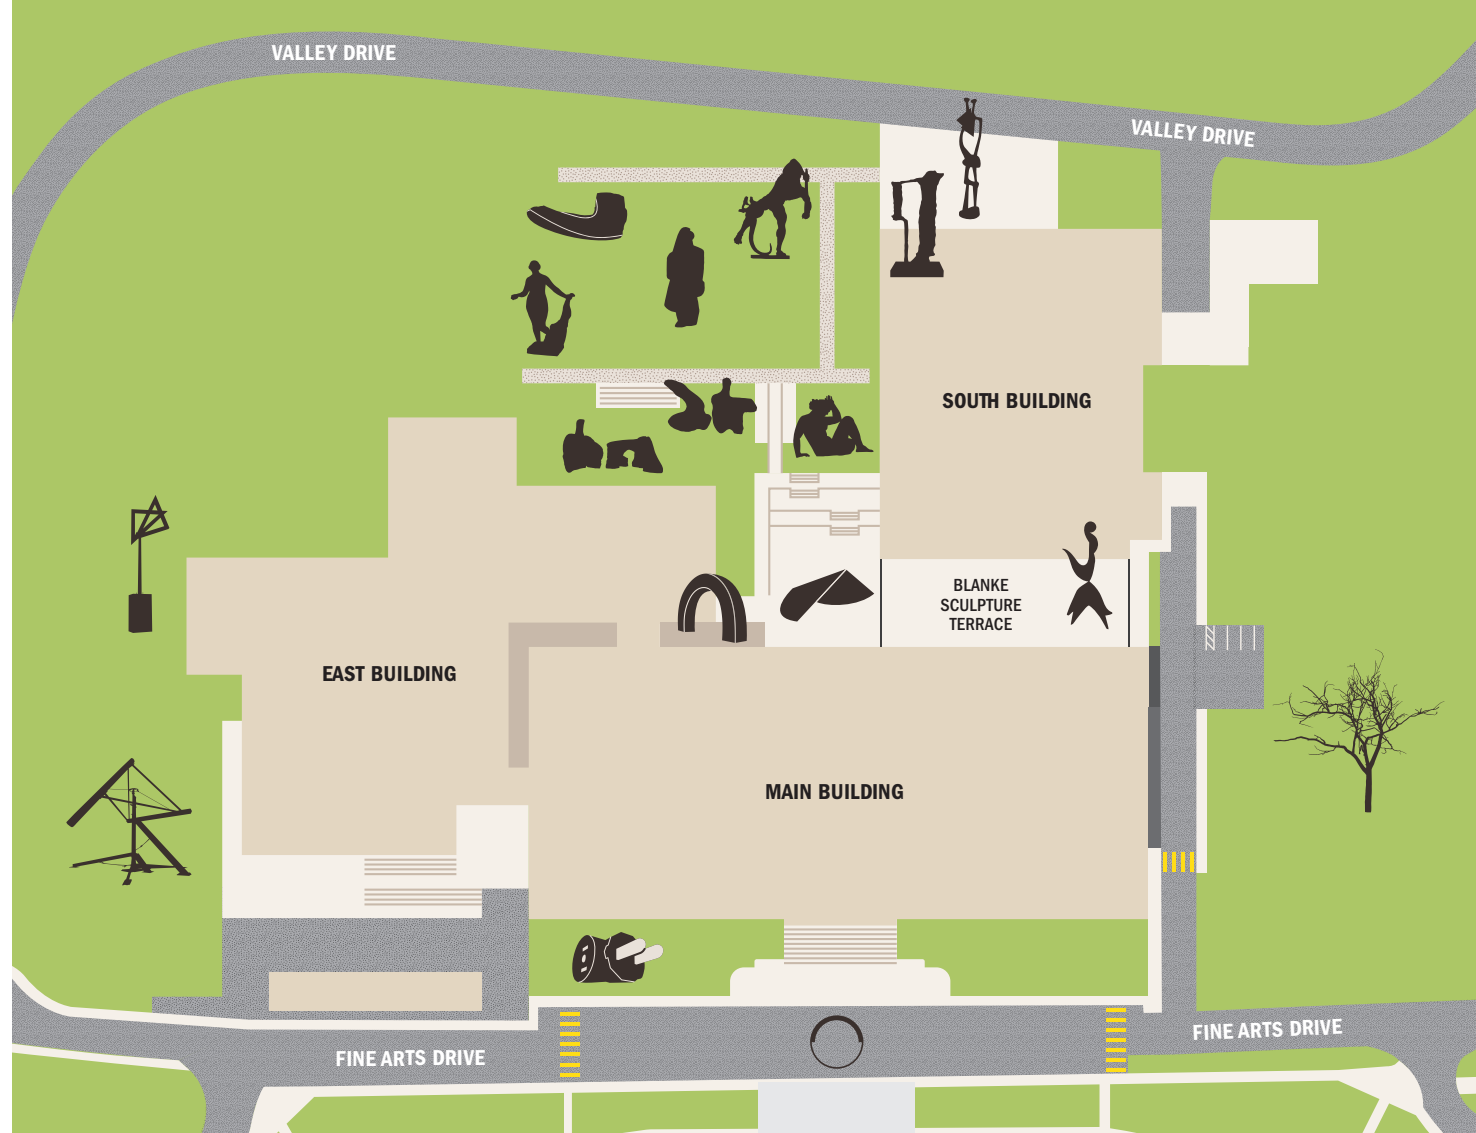 VALLEY DRIVE
VALLEY DRIVE
SOUTH BUILDING
BLANKE
SCULPTURE
TERRACE
EAST BUILDING
MAIN BUILDING
FINE ARTS DRIVE
FINE ARTS DRIVE